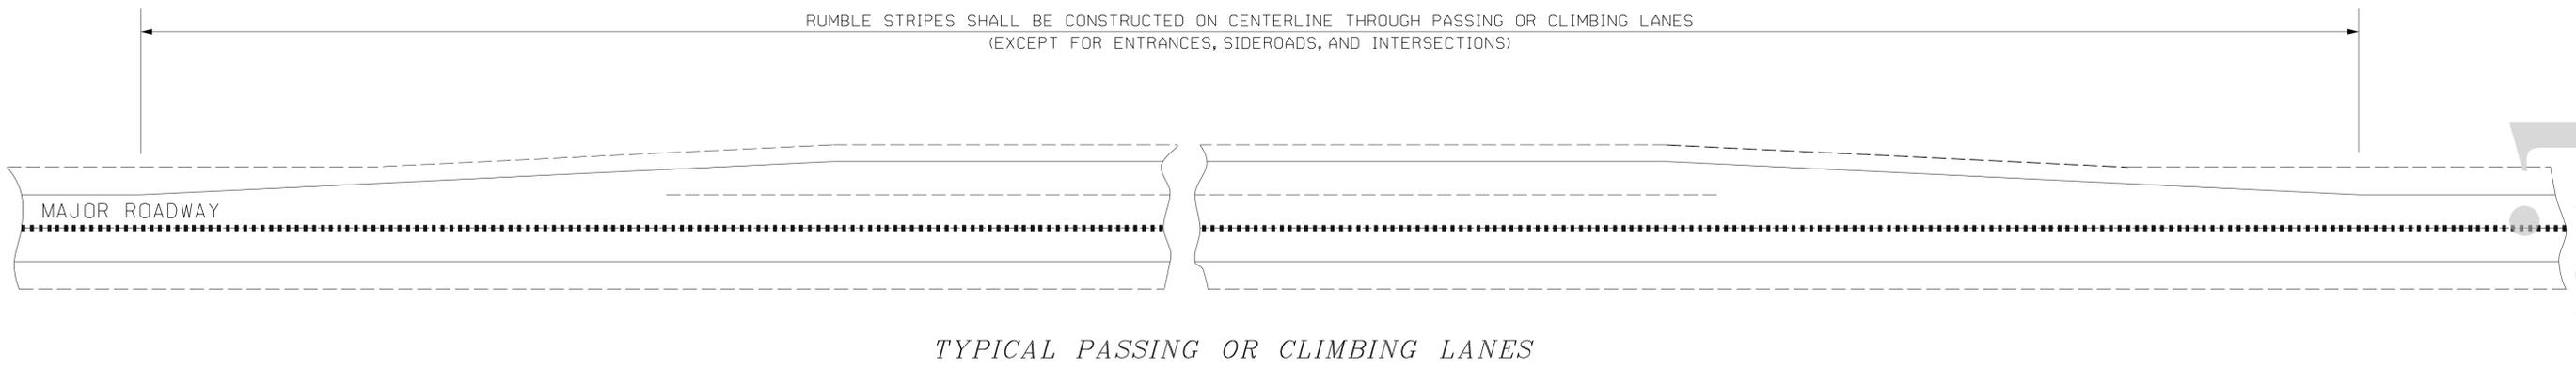 RUMBLE STRIPES SHALL BE CONSTRUCTED ON CENTERLINE THROUGH PASSING OR CLIMBING LANES
(EXCEPT FOR ENTRANCES, SIDEROADS, AND INTERSECTIONS)
MAJOR ROADWAY
TYPICAL PASSING OR CLIMBING LANES